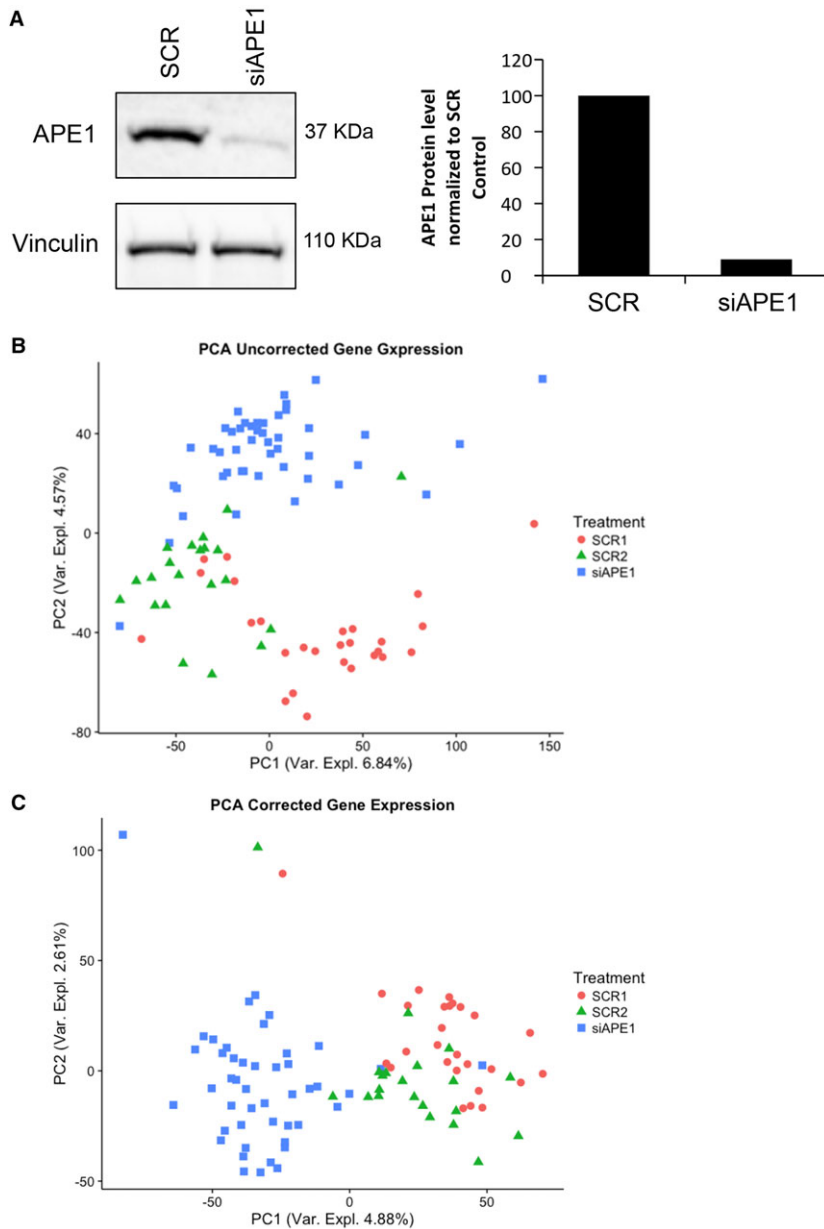 A
SCR
siAPE1
APE1
37 KDa
Vinculin
110 KDa
APE1 Protein level
normalized to SCR
Control
120
100
80
60
40
20
0
SCR
siAPE1
B
PCA Uncorrected Gene Gxpression
PC2 (Var. Expl. 4.57%)
40
0
-40
-80
-50
0
50
100
150
PC1 (Var. Expl. 6.84%)
Treatment
SCR1
SCR2
siAPE1
C
PCA Corrected Gene Expression
PC2 (Var. Expl. 2.61%)
100
50
0
-50
-50
0
50
PC1 (Var. Expl. 4.88%)
Treatment
SCR1
SCR2
siAPE1